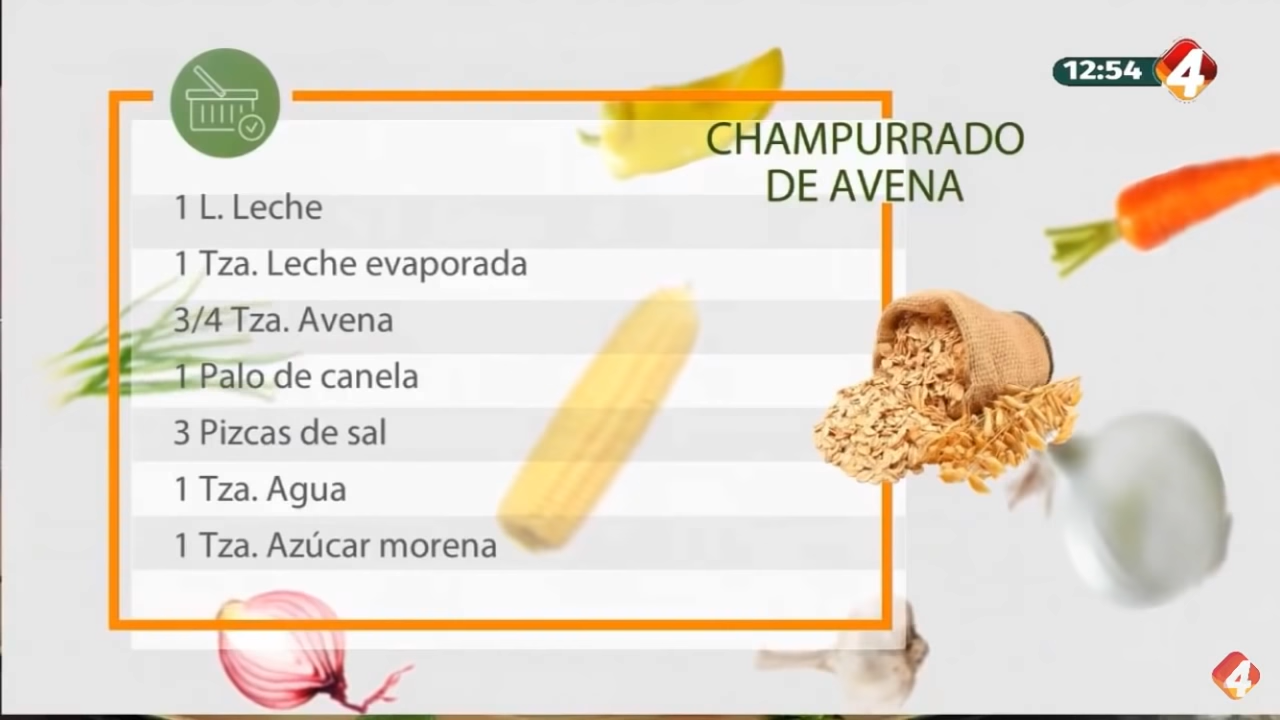 12:54 4
CHAMPURRADO
DE AVENA
1 L. Leche
1 Tza. Leche evaporada
3/4 Tza. Avena
1 Palo de canela
3 Pizcas de sal
1 Tza. Agua
1 Tza. Azúcar morena
4